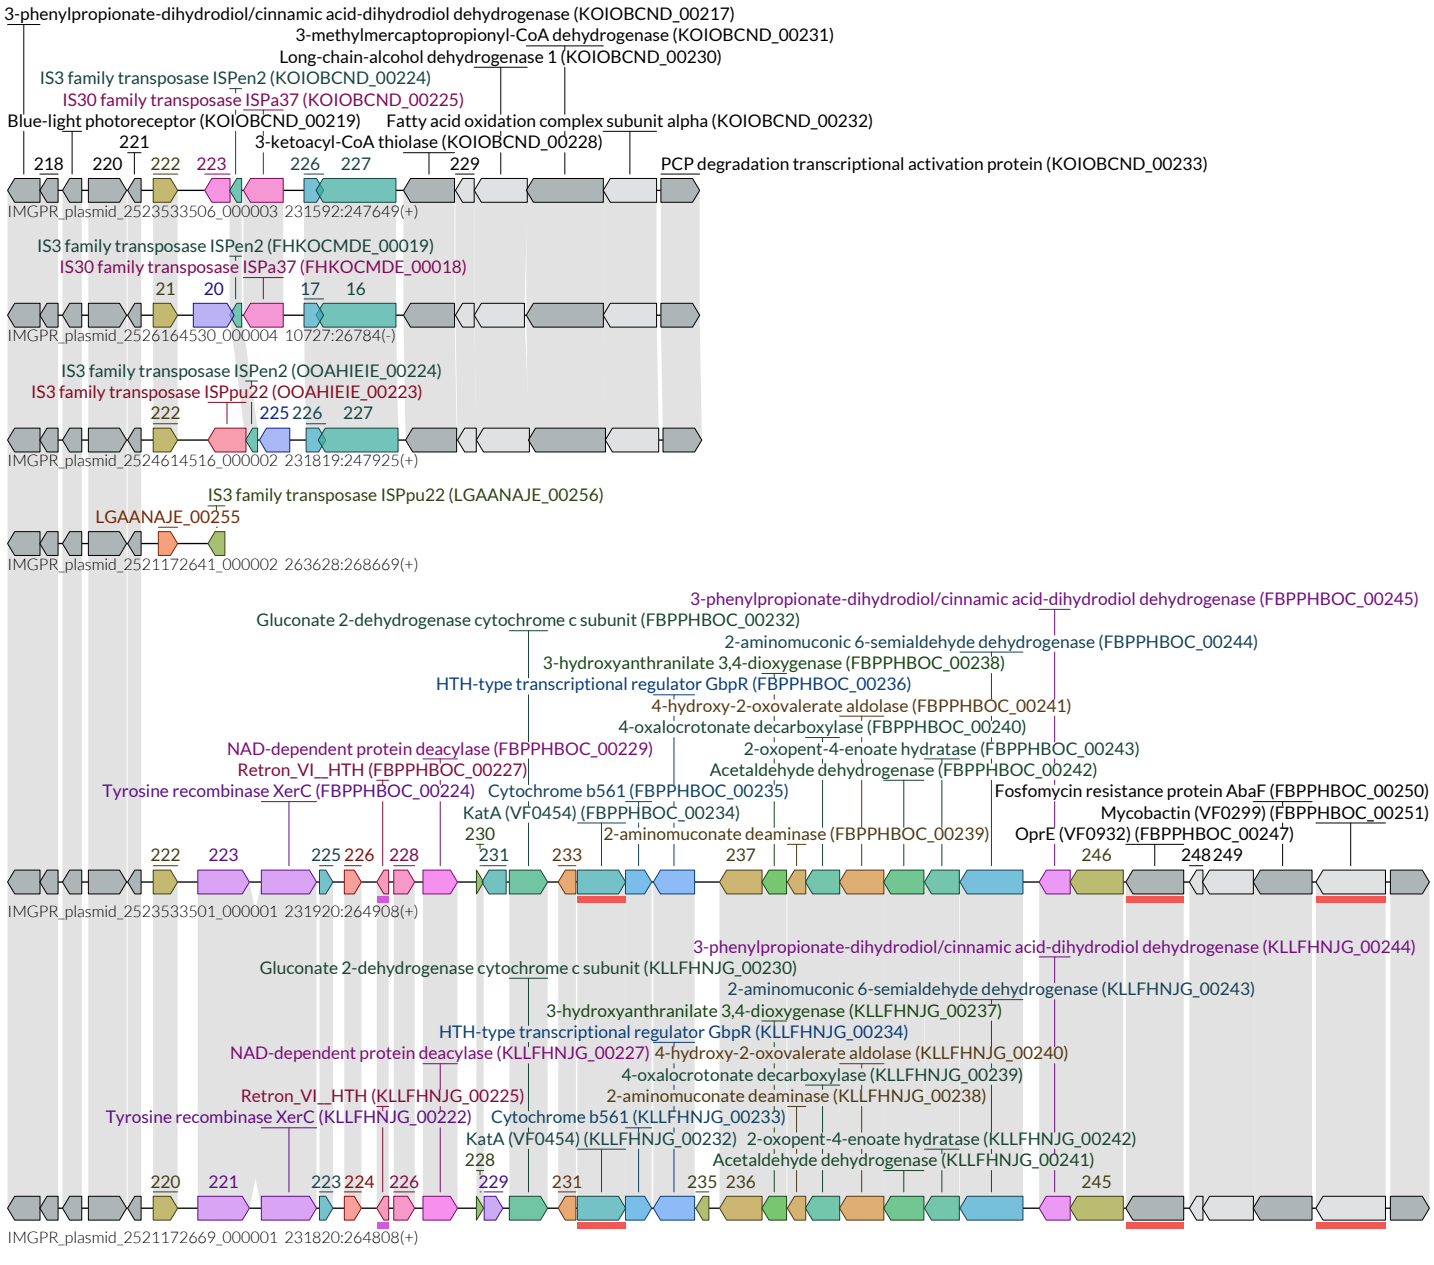 3-phenylpropionate-dihydrodiol/cinnamic acid-dihydrodiol dehydrogenase (KOIOBCND_00217)
3-methylmercaptopropionyl-CoA dehydrogenase (KOIOBCND_00231)
Long-chain-alcohol dehydrogenase 1 (KOIOBCND_00230)
IS3 family transposase ISPen2 (KOIOBCND_00224)
IS30 family transposase ISPa37 (KOIOBCND_00225)
Blue-light photoreceptor (KOIOBCND_00219) Fatty acid oxidation complex subunit alpha (KOIOBCND_00232)
221 3-ketoacyl-CoA thiolase (KOIOBCND_00228)
218 220 222 223 226 227 229 PCP degradation transcriptional activation protein (KOIOBCND_00233)
IMGPR_plasmid_2523533506_000003 231592:247649(+)
IS3 family transposase ISPen2 (FHKOCMDE_00019)
IS30 family transposase ISPa37 (FHKOCMDE_00018)
21 20 17 16
IMGPR_plasmid_2526164530_000004 10727:26784(-)
IS3 family transposase ISPen2 (OOAHIEIE_00224)
IS3 family transposase ISPpu22 (OOAHIEIE_00223)
222 225 226 227
IMGPR_plasmid_2524614516_000002 231819:247925(+)
IS3 family transposase ISPpu22 (LGAANAJE_00256)
LGAANAJE_00255
IMGPR_plasmid_2521172641_000002 263628:268669(+)
3-phenylpropionate-dihydrodiol/cinnamic acid-dihydrodiol dehydrogenase (FBPPHBOC_00245)
Gluconate 2-dehydrogenase cytochrome c subunit (FBPPHBOC_00232)
2-aminomuconic 6-semialdehyde dehydrogenase (FBPPHBOC_00244)
3-hydroxyanthranilate 3,4-dioxygenase (FBPPHBOC_00238)
HTH-type transcriptional regulator GbpR (FBPPHBOC_00236)
4-hydroxy-2-oxovalerate aldolase (FBPPHBOC_00241)
4-oxalocrotonate decarboxylase (FBPPHBOC_00240)
NAD-dependent protein deacylase (FBPPHBOC_00229) 2-oxopent-4-enoate hydratase (FBPPHBOC_00243)
Retron_VI__HTH (FBPPHBOC_00227) Acetaldehyde dehydrogenase (FBPPHBOC_00242)
Tyrosine recombinase XerC (FBPPHBOC_00224) Cytochrome b561 (FBPPHBOC_00235) Fosfomycin resistance protein AbaF (FBPPHBOC_00250)
KatA (VF0454) (FBPPHBOC_00234) Mycobactin (VF0299) (FBPPHBOC_00251)
230 2-aminomuconate deaminase (FBPPHBOC_00239) OprE (VF0932) (FBPPHBOC_00247)
222 223 225 226 228 231 233 237 246 248 249
IMGPR_plasmid_2523533501_000001 231920:264908(+)
3-phenylpropionate-dihydrodiol/cinnamic acid-dihydrodiol dehydrogenase (KLLFHNJG_00244)
Gluconate 2-dehydrogenase cytochrome c subunit (KLLFHNJG_00230)
2-aminomuconic 6-semialdehyde dehydrogenase (KLLFHNJG_00243)
3-hydroxyanthranilate 3,4-dioxygenase (KLLFHNJG_00237)
HTH-type transcriptional regulator GbpR (KLLFHNJG_00234)
NAD-dependent protein deacylase (KLLFHNJG_00227) 4-hydroxy-2-oxovalerate aldolase (KLLFHNJG_00240)
4-oxalocrotonate decarboxylase (KLLFHNJG_00239)
Retron_VI__HTH (KLLFHNJG_00225) 2-aminomuconate deaminase (KLLFHNJG_00238)
Tyrosine recombinase XerC (KLLFHNJG_00222) Cytochrome b561 (KLLFHNJG_00233)
KatA (VF0454) (KLLFHNJG_00232) 2-oxopent-4-enoate hydratase (KLLFHNJG_00242)
228 Acetaldehyde dehydrogenase (KLLFHNJG_00241)
220 221 223 224 226 229 231 235 236 245
IMGPR_plasmid_2521172669_000001 231820:264808(+)